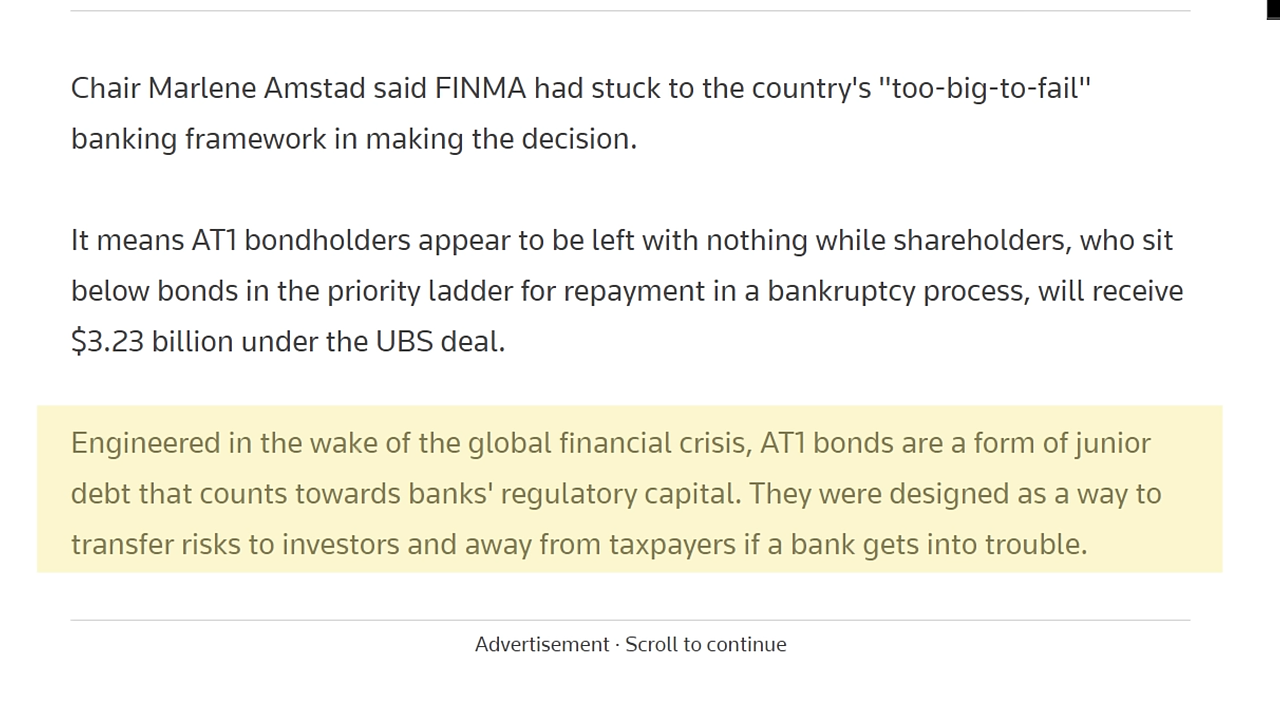 Chair Marlene Amstad said FINMA had stuck to the country's "too-big-to-fail"
banking framework in making the decision.
It means AT1 bondholders appear to be left with nothing while shareholders, who sit
below bonds in the priority ladder for repayment in a bankruptcy process, will receive
$3.23 billion under the UBS deal.
Engineered in the wake of the global financial crisis, AT1 bonds are a form of junior
debt that counts towards banks' regulatory capital. They were designed as a way to
transfer risks to investors and away from taxpayers if a bank gets into trouble.
Advertisement · Scroll to continue